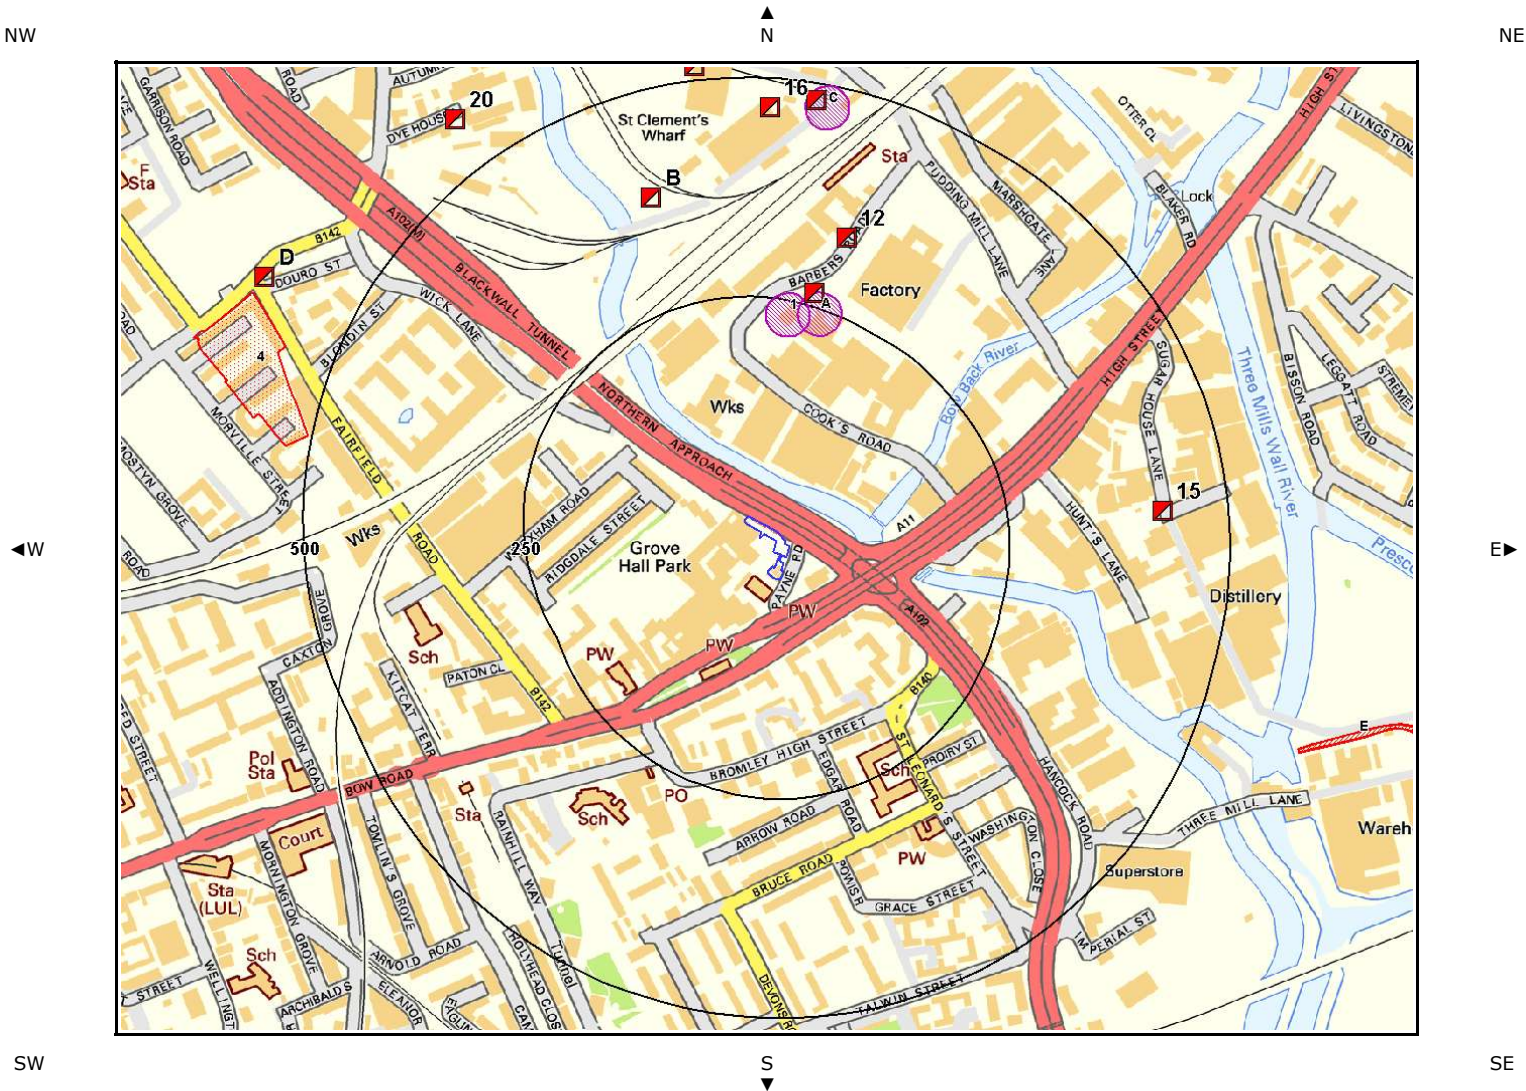 NW
N
NE
GARRISON ROAD
ROAD
AUTUMN
DYE HOUSE
20
16
C
St Clement's
Wharf
OTTER CL
HIGH ST
LIVINGSTONE
F
Sta
Sta
B
PUDDING MILL LANE
MARSHGATE
LANE
Lock
BLAKER RD
A102(M)
12
B142
D
DOURO ST
BARBERS
Factory
1
A
WICK LANE
BLACKWALL TUNNEL
BLONDIN ST
4
Bow Back River
HIGH STREET
SUGAR HOUSE LANE
Three Mills Wall River
BISSON ROAD
LEGGATT ROAD
NORTHERN APPROACH
Wks
COOK'S ROAD
MORVILLE STREET
FAIRFIELD
ROAD
MOSTYN GROVE
ROAD
15
HUNT'S LANE
A11
W
500
Wks
250
RIDGDALE STREET
Grove
Hall Park
PAYNE RD
E
Distillery
A102
PW
PW
PW
Sch
GROVE
CAXTON
PATON CL
KITCAT TERR
ADDINGTON ROAD
B142
B140
ST LEONARD'S STREET
BROMLEY HIGH STREET
PRIORY ST
Sch
EDGAR ROAD
E
Pol
Sta
BOW ROAD
Sta
Sch
PO
HANCOCK ROAD
THREE MILL LANE
Wareh
Court
TOMLIN'S GROVE
RAINHILL WAY
ARROW ROAD
WASHINGTON CLOSE
PW
BRUCE ROAD
POWIS R
GRACE STREET
Superstore
Sta
(LUL)
MORNINGTON GROVE
Sch
ARNOLD ROAD
IMPERIAL ST
STREET
ARCHIBALD S
ELEANOR
Tunnel
HOLYHEAD CLOS
TALWIN STREET
SW
S
SE